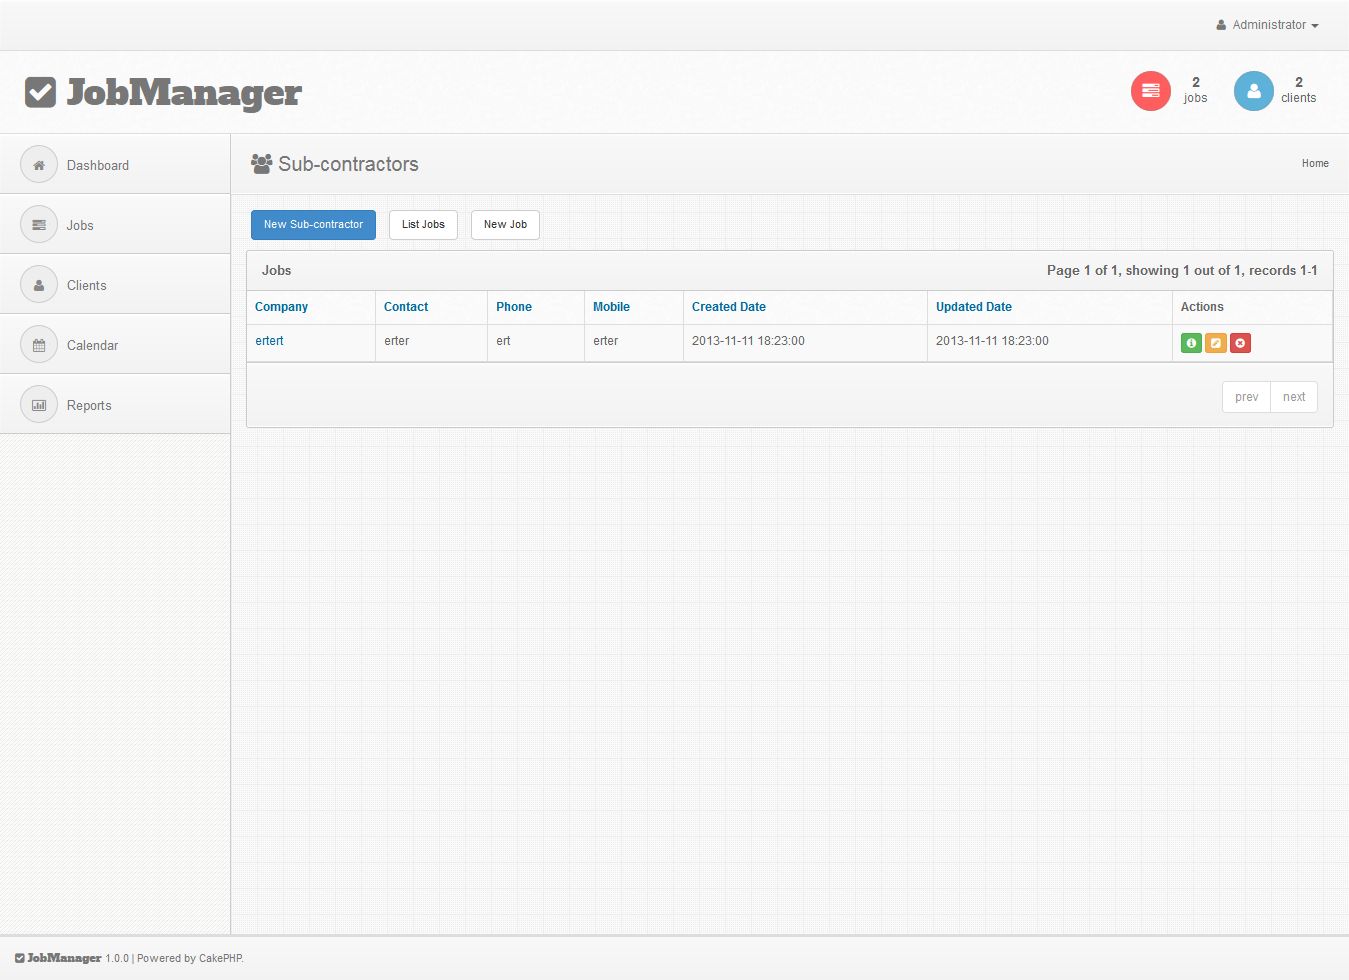 Administrator
JobManager
2
jobs
2
clients
Dashboard
Jobs
Clients
Calendar
Reports
Sub-contractors
Home
New Sub-contractor
List Jobs
New Job
Jobs
Page 1 of 1, showing 1 out of 1, records 1-1
Company Contact Phone Mobile Created Date Updated Date Actions
ertert erter ert erter 2013-11-11 18:23:00 2013-11-11 18:23:00
prev next
JobManager 1.0.0 | Powered by CakePHP.